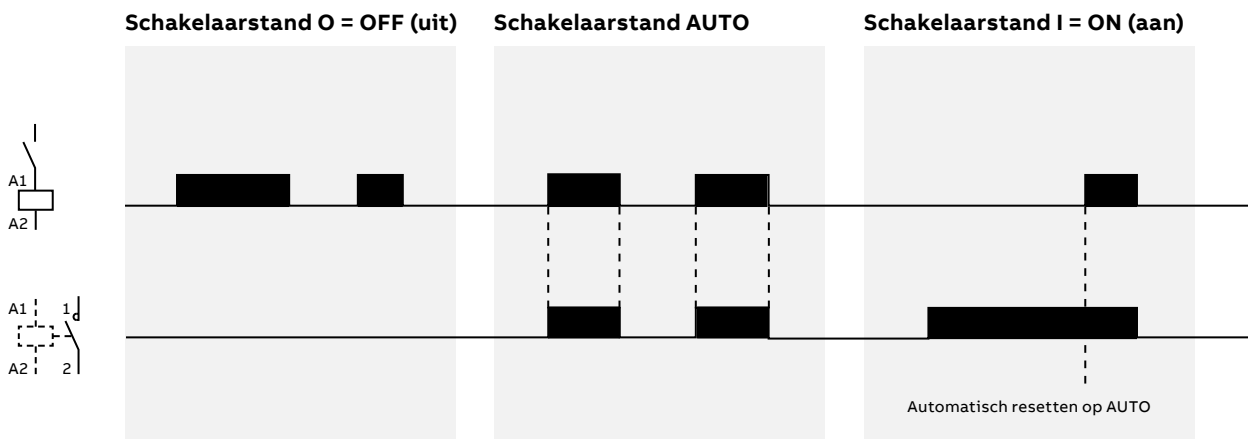 Schakelaarstand O = OFF (uit)
Schakelaarstand AUTO
Schakelaarstand I = ON (aan)
A1
A2
A1
1
A2
2
Automatisch resetten op AUTO